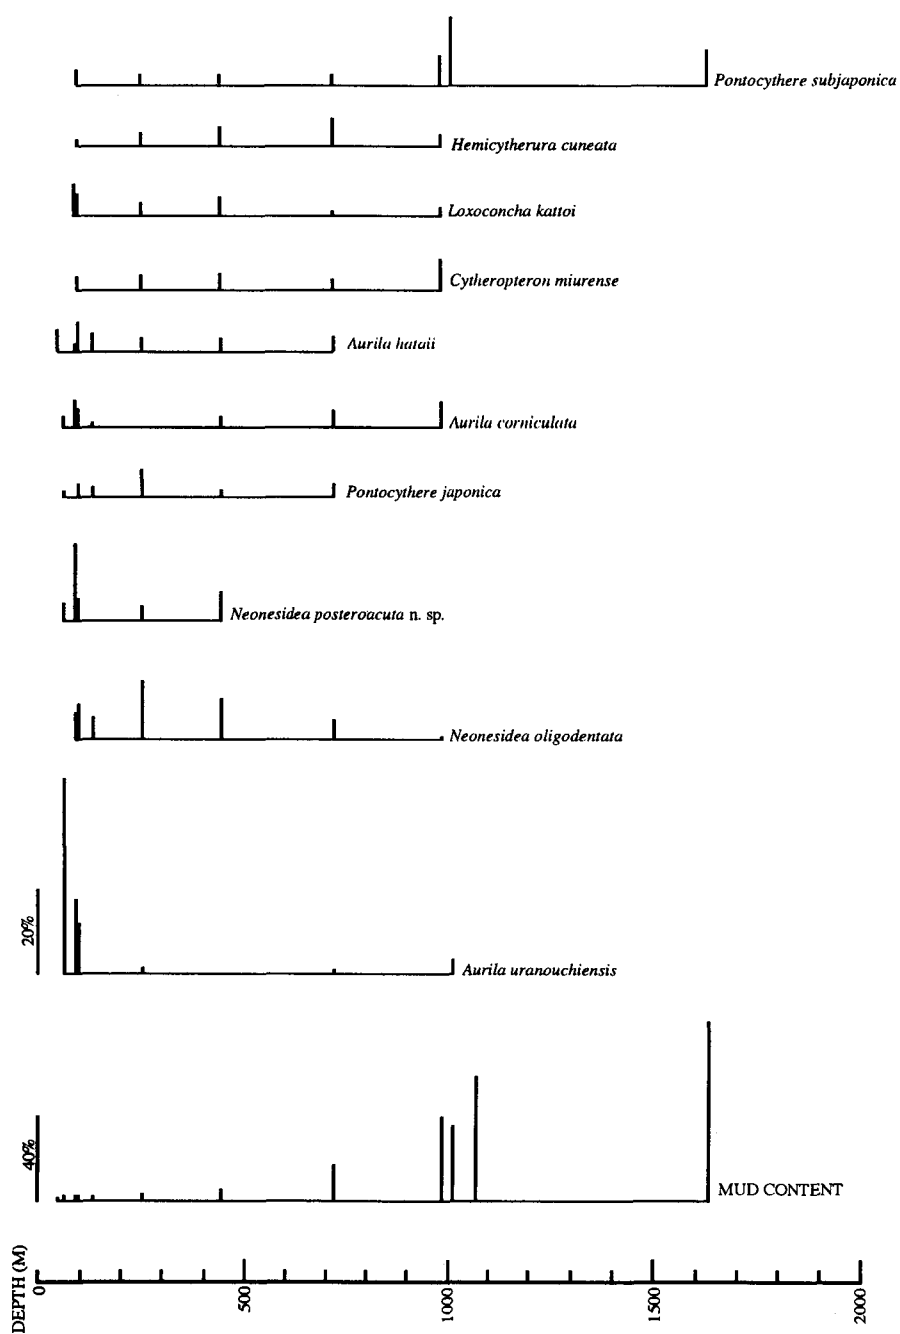 Pontocythere subjaponica
Hemicytherura cuneata
Loxoconcha kattoi
Cytheropteron miurense
Aurila hataii
Aurila corniculata
Pontocythere japonica
Neonesidea posteroacuta n. sp.
Neonesidea oligodentata
20%
Aurila uranouchiensis
40%
MUD CONTENT
DEPTH (M)
0
500
1000
1500
2000